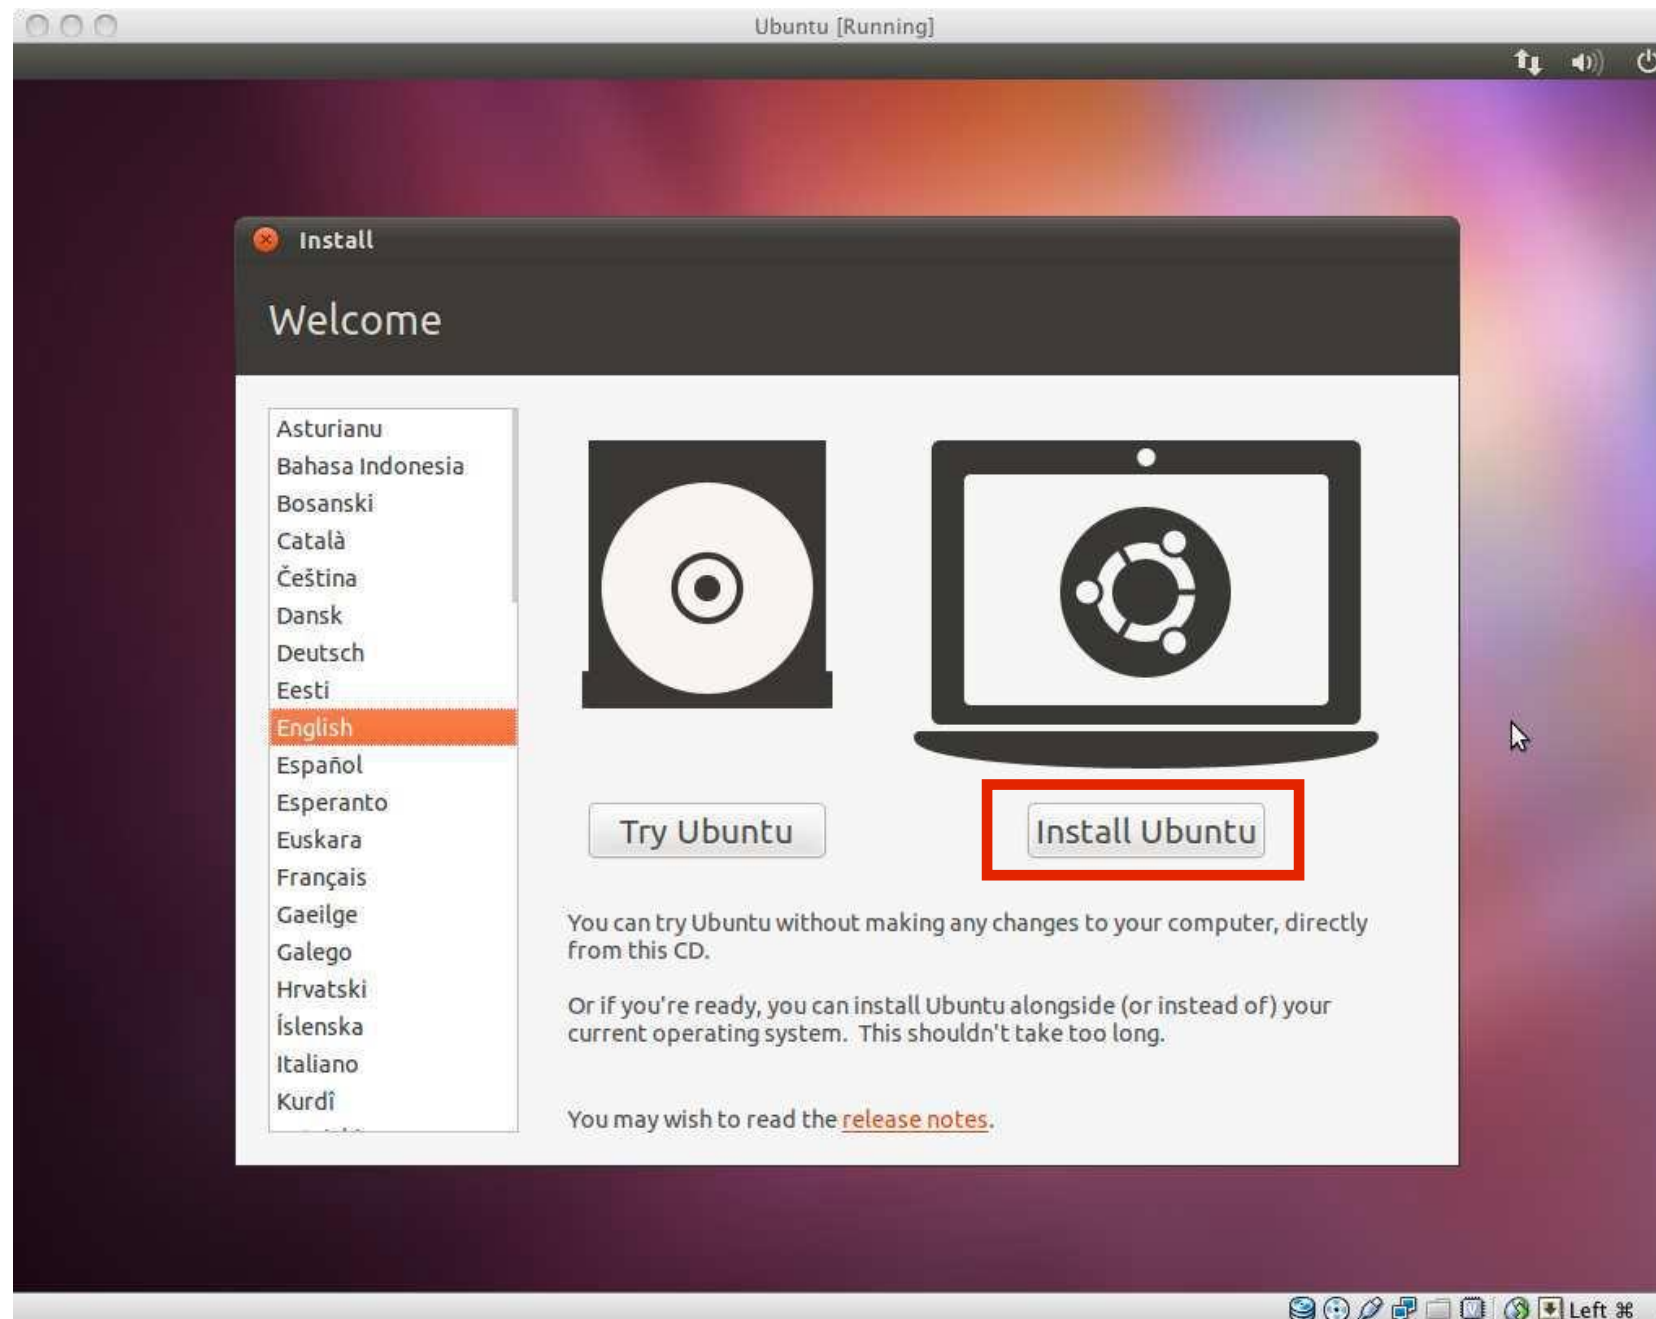 Ubuntu [Running]
Install
Welcome
Asturianu
Bahasa Indonesia
Bosanski
Català
Čeština
Dansk
Deutsch
Eesti
English
Español
Esperanto
Euskara
Français
Gaeilge
Galego
Hrvatski
Íslenska
Italiano
Kurdî
Try Ubuntu
Install Ubuntu
You can try Ubuntu without making any changes to your computer, directly
from this CD.
Or if you're ready, you can install Ubuntu alongside (or instead of) your
current operating system. This shouldn't take too long.
You may wish to read the release notes.
Left ⌘